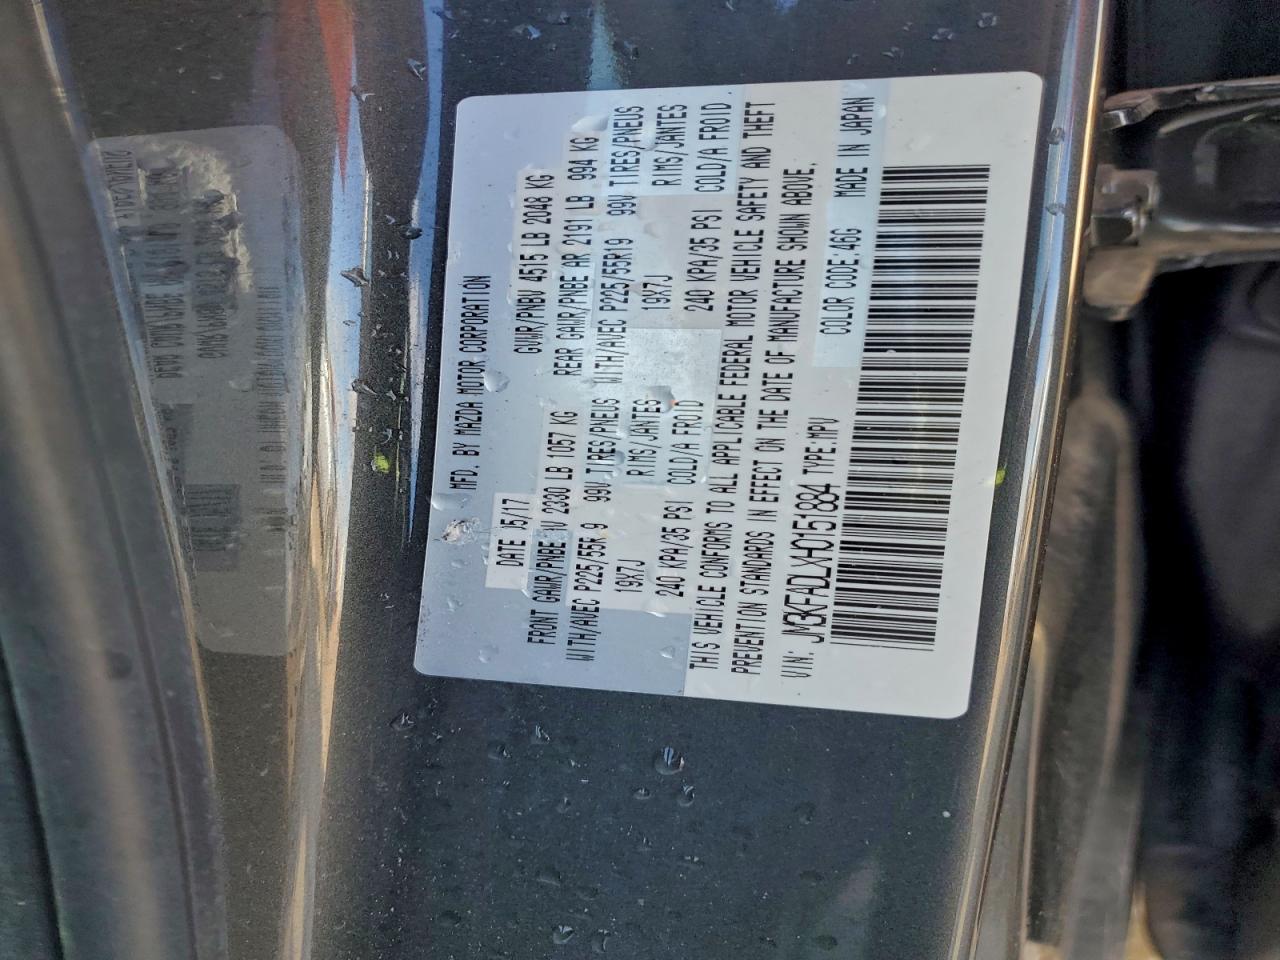 MFD. BY MAZDA MOTOR CORPORATION
DATE 05/17 GVWR/PNBV 4515 LB 2048 KG
FRONT GAWR/PNBE AV 2330 LB 1057 KG REAR GAWR/PNBE AR 2191 LB 994 KG
WITH/AVEC P225/55R19 99V TIRES/PNEUS WITH/AVEC P225/55R19 99V TIRES/PNEUS
19X7J RIMS/JANTES 19X7J RIMS/JANTES
240 KPA/35 PSI COLD/A FROID 240 KPA/35 PSI COLD/A FROID
THIS VEHICLE CONFORMS TO ALL APPLICABLE FEDERAL MOTOR VEHICLE SAFETY AND THEFT
PREVENTION STANDARDS IN EFFECT ON THE DATE OF MANUFACTURE SHOWN ABOVE.
VIN: JM3KFADLXH0151884 TYPE:MPV COLOR CODE:46G MADE IN JAPAN